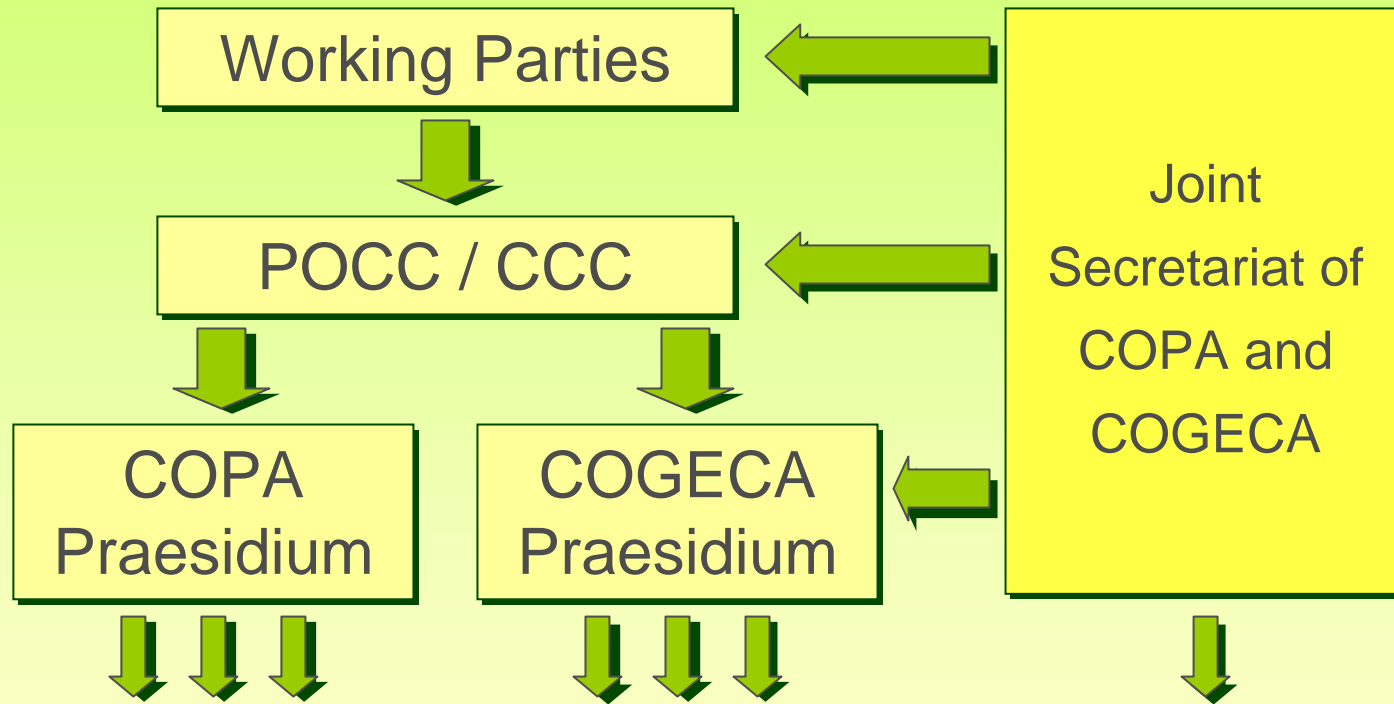 Working Parties
POCC / CCC
COPA
Praesidium
COGECA
Praesidium
Joint
Secretariat of
COPA and
COGECA